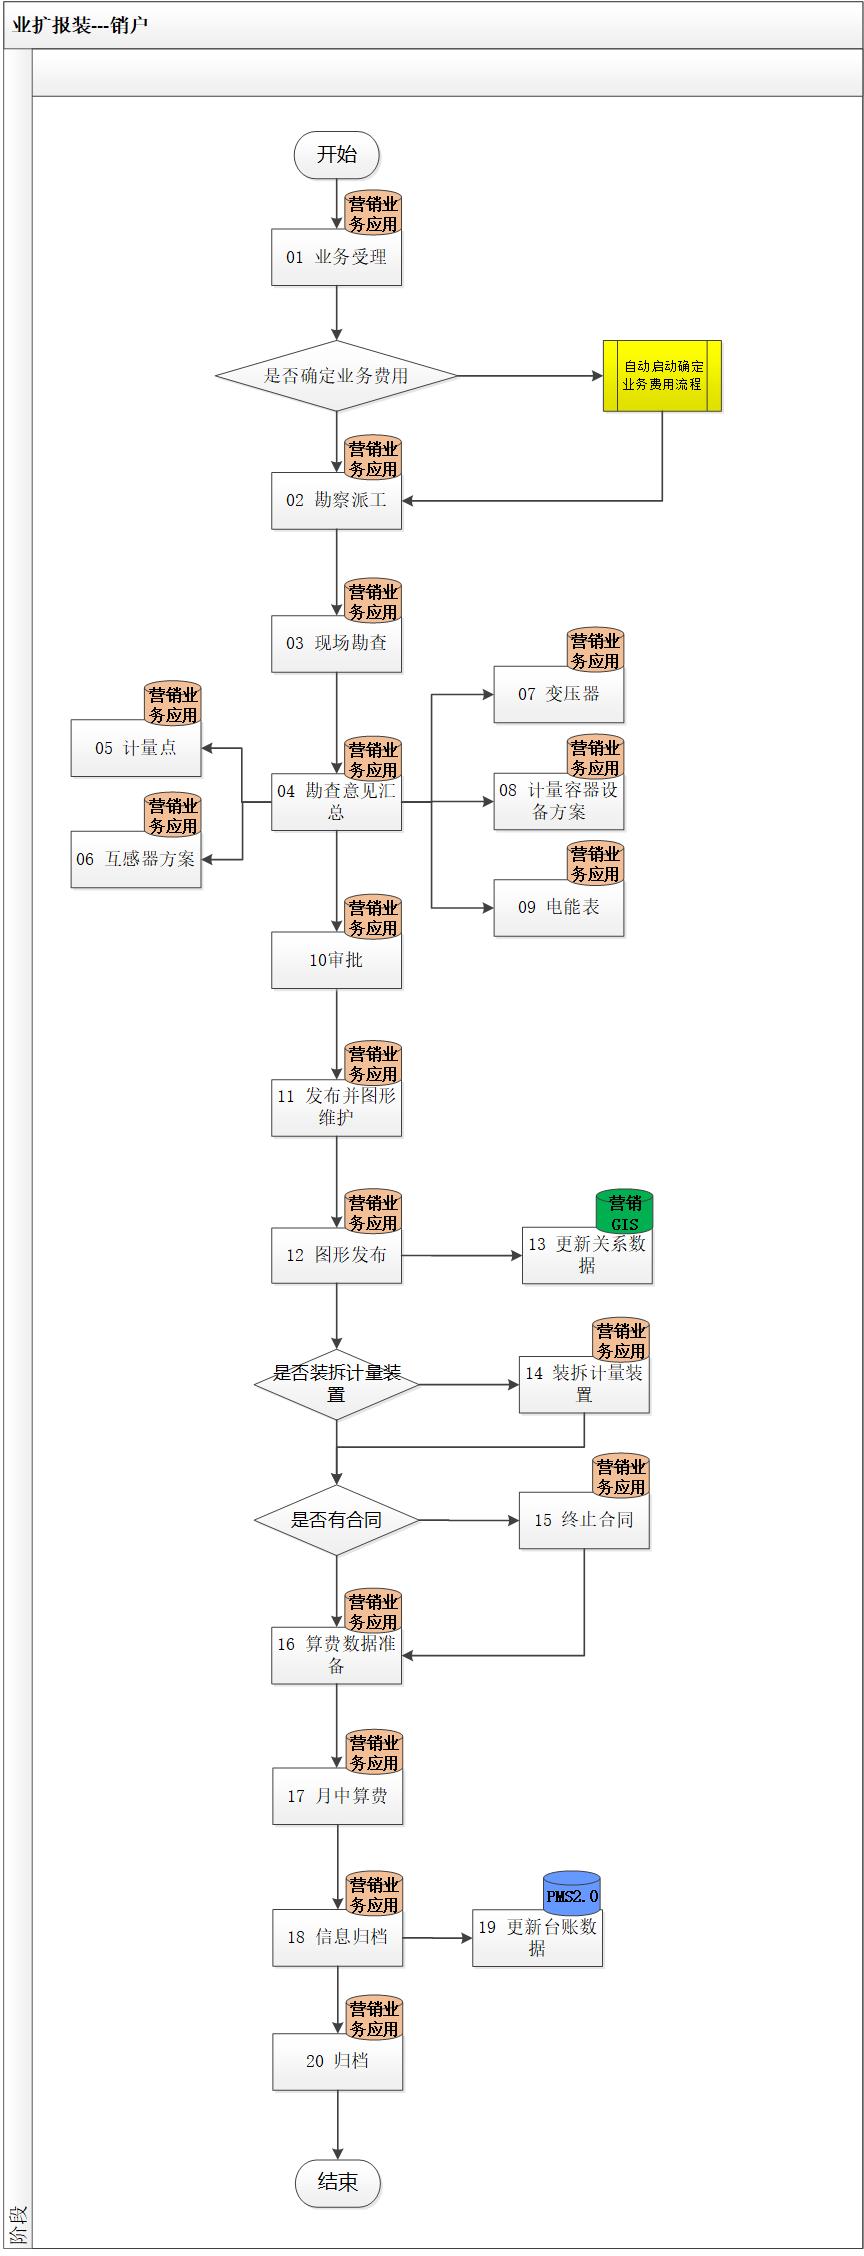 业扩报装---销户
开始
营销业
务应用
01 业务受理
是否确定业务费用
自动启动确定
业务费用流程
营销业
务应用
02 勘察派工
营销业
务应用
03 现场勘查
营销业
务应用
07 变压器
营销业
务应用
05 计量点
营销业
务应用
04 勘查意见汇
总
营销业
务应用
08 计量容器设
备方案
营销业
务应用
06 互感器方案
营销业
务应用
09 电能表
营销业
务应用
10审批
营销业
务应用
11 发布并图形
维护
营销业
务应用
12 图形发布
营销
GIS
13 更新关系数
据
是否装拆计量装
置
营销业
务应用
14 装拆计量装
置
是否有合同
营销业
务应用
15 终止合同
营销业
务应用
16 算费数据准
备
营销业
务应用
17 月中算费
营销业
务应用
18 信息归档
PMS2.0
19 更新台账数
据
营销业
务应用
20 归档
结束
阶段